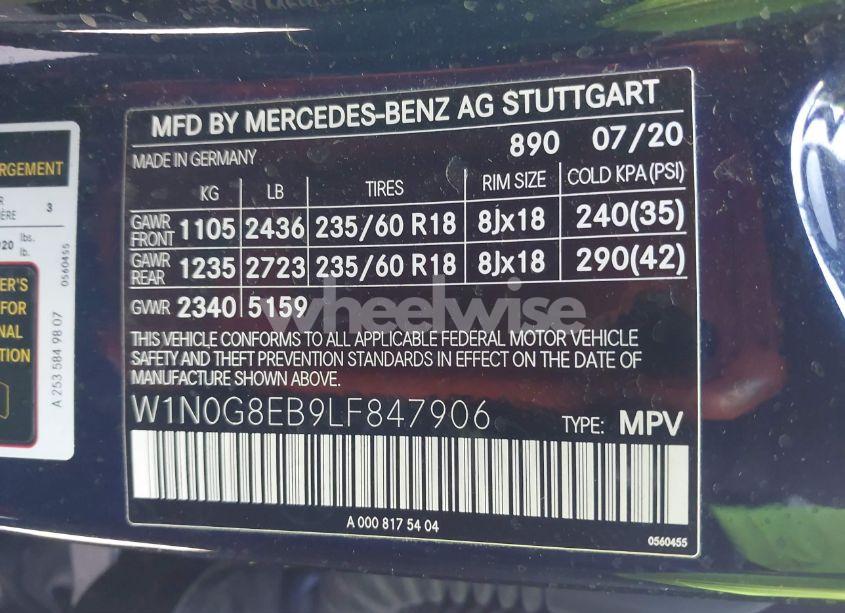 MFD BY MERCEDES-BENZ AG STUTTGART
MADE IN GERMANY 890 07/20
KG LB TIRES RIM SIZE COLD KPA (PSI)
GAWR FRONT 1105 2436 235/60 R18 8Jx18 240(35)
GAWR REAR 1235 2723 235/60 R18 8Jx18 290(42)
GVWR 2340 5159
wheelwise
THIS VEHICLE CONFORMS TO ALL APPLICABLE FEDERAL MOTOR VEHICLE
SAFETY AND THEFT PREVENTION STANDARDS IN EFFECT ON THE DATE OF
MANUFACTURE SHOWN ABOVE.
W1N0G8EB9LF847906 TYPE: MPV
A 000 817 54 04
0560455
RGEMENT
3
lbs.
lb.
0560455
ER'S
FOR
A 253 584 98 07